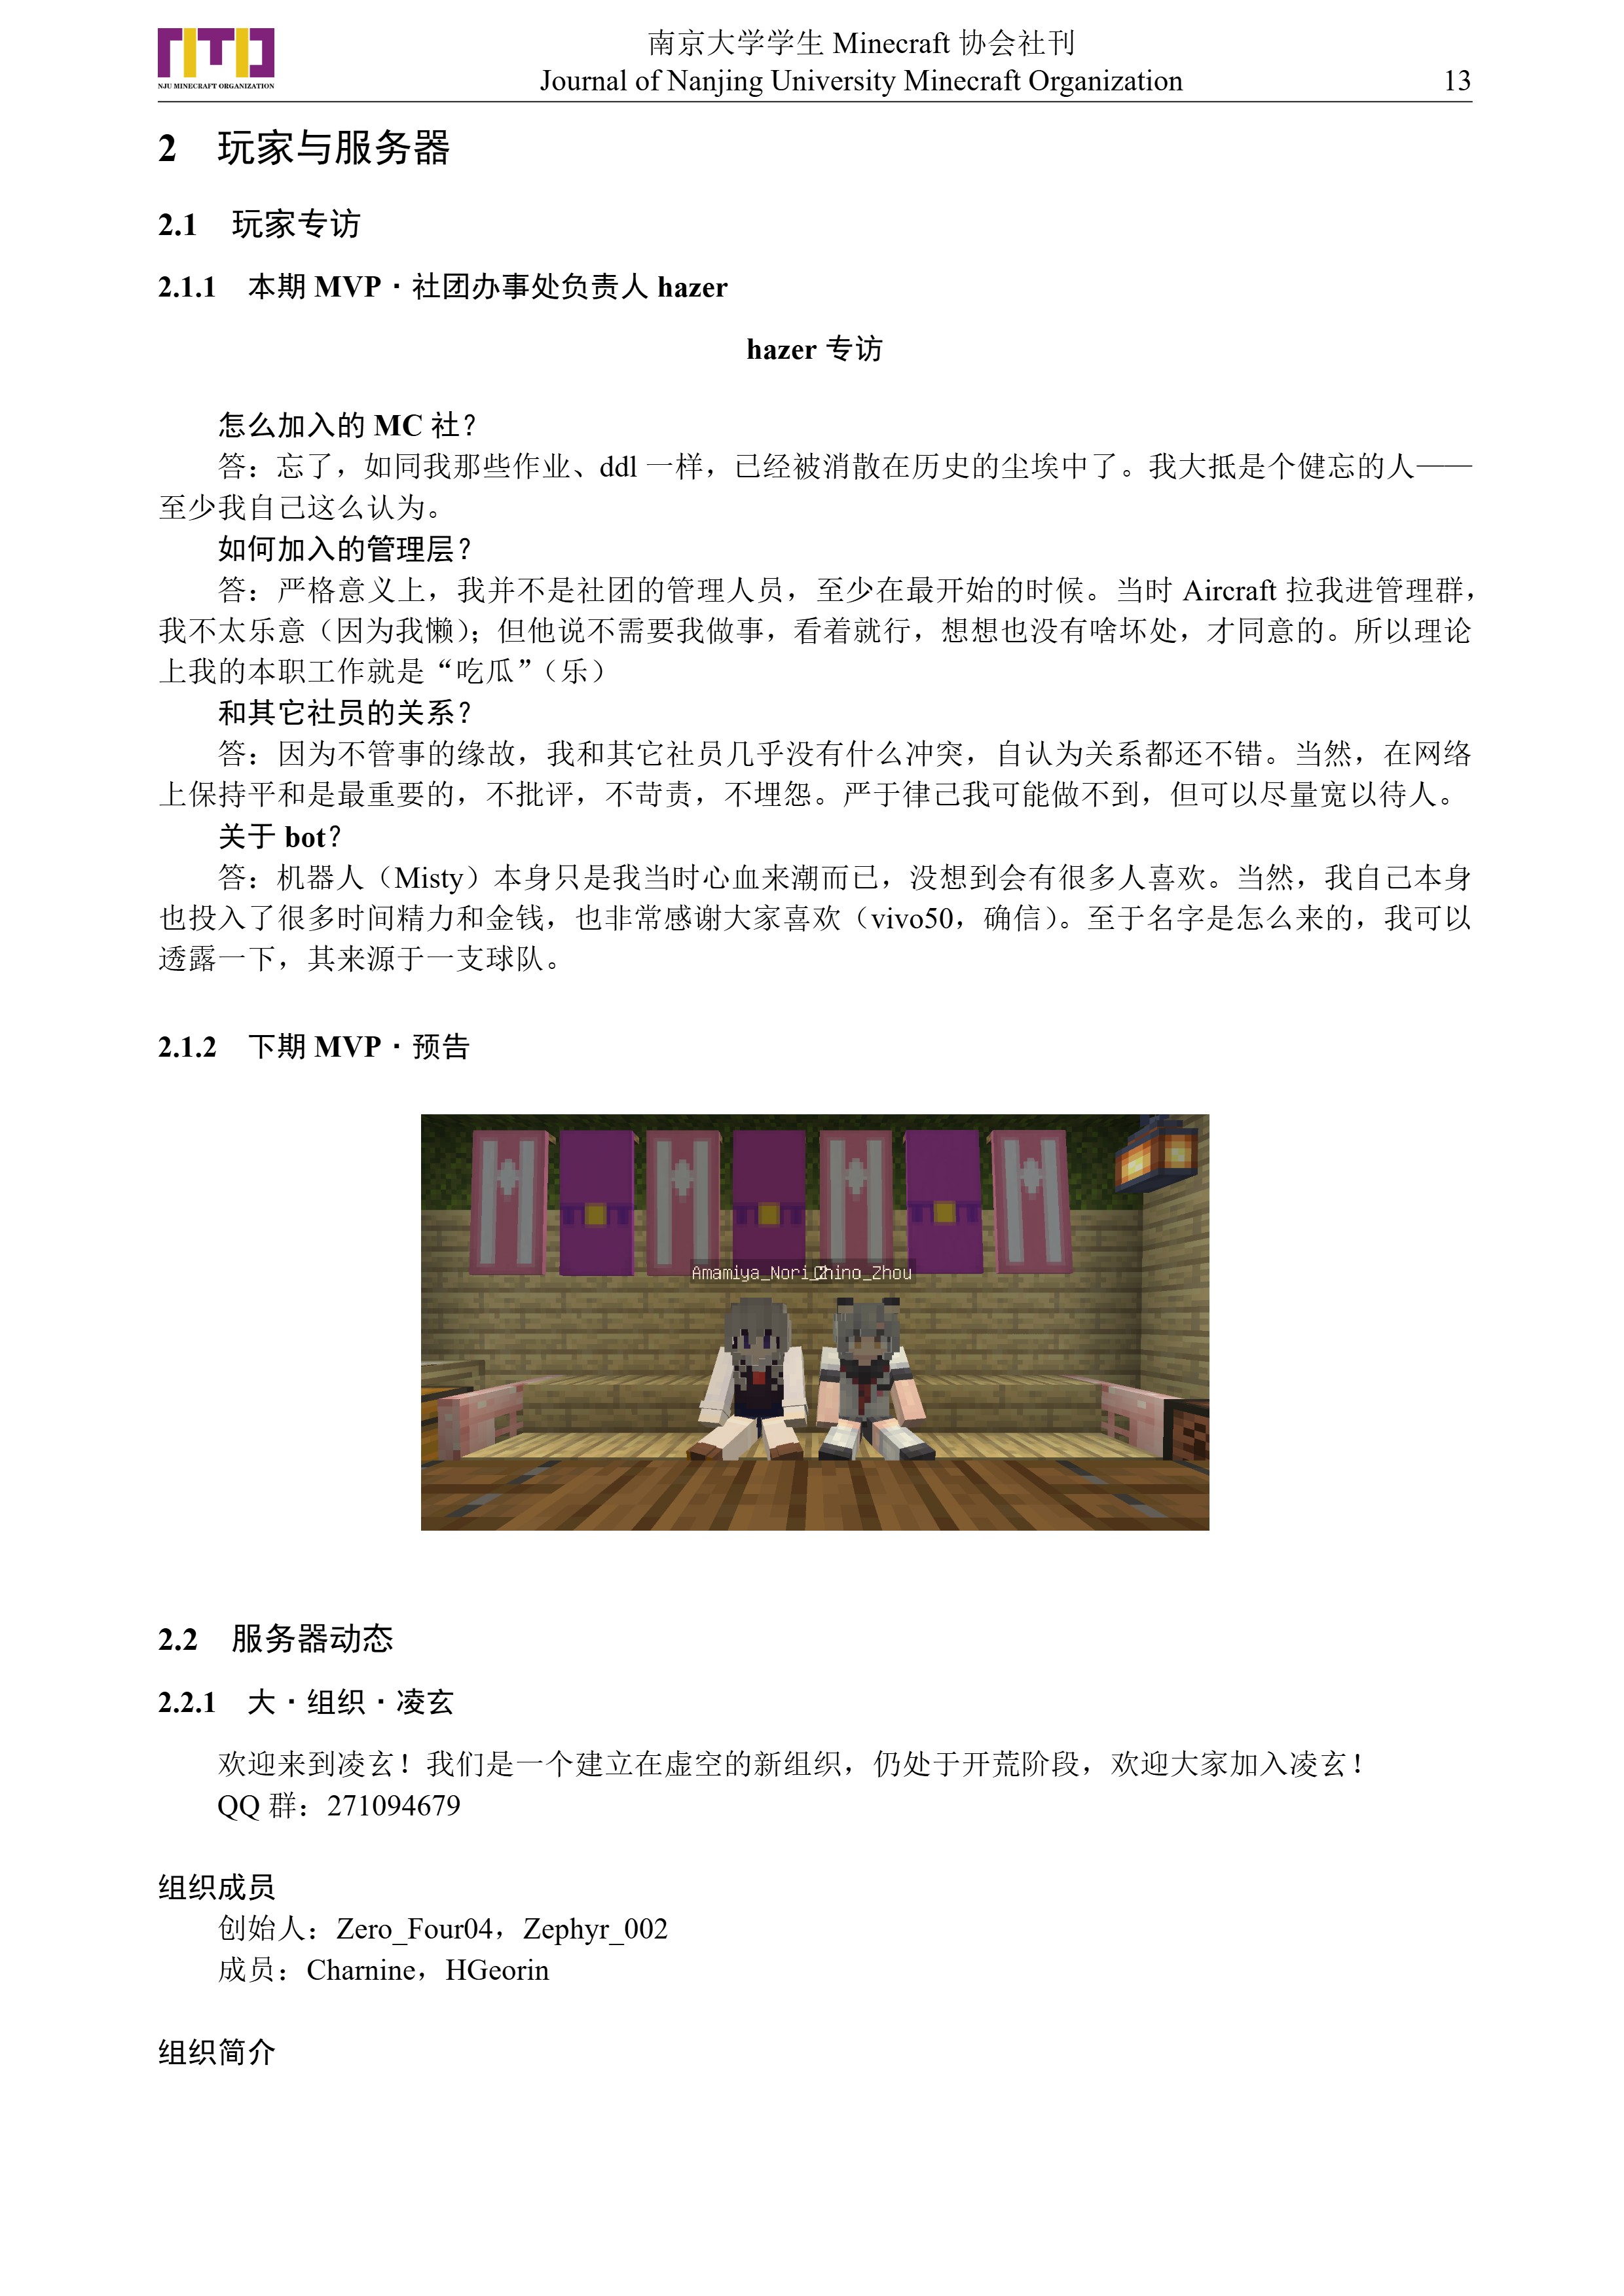 NJU MINECRAFT ORGANIZATION
南京大学学生 Minecraft 协会社刊
Journal of Nanjing University Minecraft Organization
13
2 玩家与服务器
2.1 玩家专访
2.1.1 本期 MVP · 社团办事处负责人 hazer
hazer 专访
怎么加入的 MC 社？
答：忘了，如同我那些作业、ddl 一样，已经被消散在历史的尘埃中了。我大抵是个健忘的人——
至少我自己这么认为。
如何加入的管理层？
答：严格意义上，我并不是社团的管理人员，至少在最开始的时候。当时 Aircraft 拉我进管理群，
我不太乐意（因为我懒）；但他说不需要我做事，看着就行，想想也没有啥坏处，才同意的。所以理论
上我的本职工作就是“吃瓜”（乐）
和其它社员的关系？
答：因为不管事的缘故，我和其它社员几乎没有什么冲突，自认为关系都还不错。当然，在网络
上保持平和是最重要的，不批评，不苛责，不埋怨。严于律己我可能做不到，但可以尽量宽以待人。
关于 bot？
答：机器人（Misty）本身只是我当时心血来潮而已，没想到会有很多人喜欢。当然，我自己本身
也投入了很多时间精力和金钱，也非常感谢大家喜欢（vivo50，确信）。至于名字是怎么来的，我可以
透露一下，其来源于一支球队。
2.1.2 下期 MVP · 预告
Amamiya_Nori Chino_Zhou
2.2 服务器动态
2.2.1 大 · 组织 · 凌玄
欢迎来到凌玄！我们是一个建立在虚空的新组织，仍处于开荒阶段，欢迎大家加入凌玄！
QQ 群：271094679
组织成员
创始人：Zero_Four04，Zephyr_002
成员：Charnine，HGeorin
组织简介